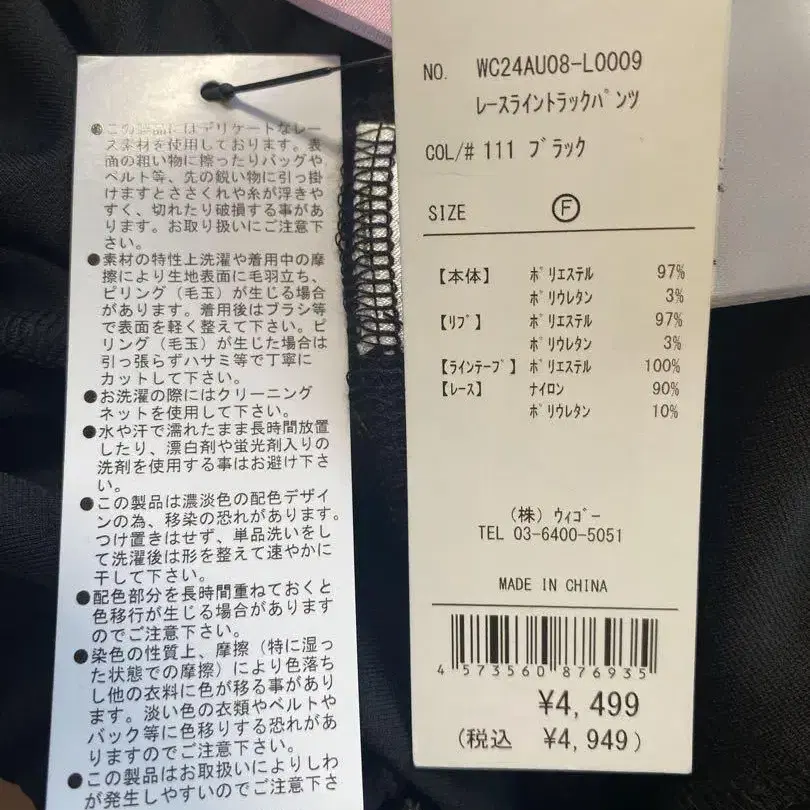 ●この製品にはデリケートなレー
ス素材を使用しております。表
面の粗い物に擦ったりバッグや
ベルト等、先の鋭い物に引っ掛
けますとささくれや糸が浮きや
すく、切れたり破損する事があ
ります。お取り扱いにご注意下
さい。
●素材の特性上洗濯や着用中の摩
擦により生地表面に毛羽立ち、
ピリング（毛玉）が生じる場合
があります。着用後はブラシ等
で表面を軽く整えて下さい。ピ
リング（毛玉）が生じた場合は
引っ張らずハサミ等で丁寧に
カットして下さい。
●お洗濯の際にはクリーニング
ネットを使用して下さい。
●水や汗で濡れたまま長時間放置
したり、漂白剤や蛍光剤入りの
洗剤を使用する事はお避け下さ
い。
●この製品は濃淡色の配色デザイ
ンの為、移染の恐れがあります。
つけ置きはせず、単品洗いをし
て洗濯後は形を整えて速やかに
干して下さい。
●配色部分を長時間重ねておくと
色移行が生じる場合があります
のでご注意下さい。
●染色の性質上、摩擦（特に湿っ
た状態での摩擦）により色落ち
し他の衣料に色が移る事があり
ます。淡い色の衣類やベルトや
バック等に色移りする恐れがあ
りますのでご注意下さい。
●この製品はお取扱いによりしわ
が発生しやすいのでご注意下さ
NO. WC24AU08-L0009
レースライントラックパンツ
COL/# 111 ブラック
SIZE Ⓕ
【本体】 ポリエステル 97%
ポリウレタン 3%
【リブ】 ポリエステル 97%
ポリウレタン 3%
【ラインテープ】 ポリエステル 100%
【レース】 ナイロン 90%
ポリウレタン 10%
（株）ウィゴー
TEL 03-6400-5051
MADE IN CHINA
4573560876935
¥4,499
(税込 ¥4,949)